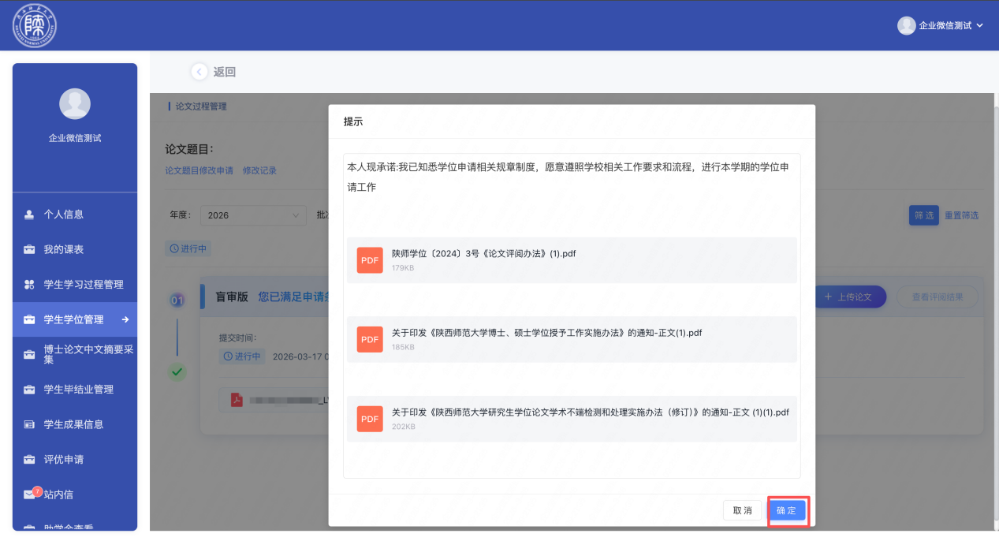 企业微信测试
返回
企业微信测试
个人信息
我的课表
学生学习过程管理
学生学位管理
博士论文中文摘要采
集
学生毕结业管理
学生成果信息
评优申请
7
站内信
助学金查看
论文过程管理
论文题目：
论文题目修改申请 修改记录
年度： 2026
筛 选 重置筛选
进行中
01
盲审版 您已满足申请
+ 上传论文 查看评阅结果
提交时间：
进行中 2026-03-17
提示
本人现承诺:我已知悉学位申请相关规章制度，愿意遵照学校相关工作要求和流程，进行本学期的学位申
请工作
PDF
陕师学位〔2024〕3号《论文评阅办法》(1).pdf
179KB
PDF
关于印发《陕西师范大学博士、硕士学位授予工作实施办法》的通知-正文(1).pdf
185KB
PDF
关于印发《陕西师范大学研究生学位论文学术不端检测和处理实施办法（修订）》的通知-正文 (1)(1).pdf
202KB
取 消 确 定